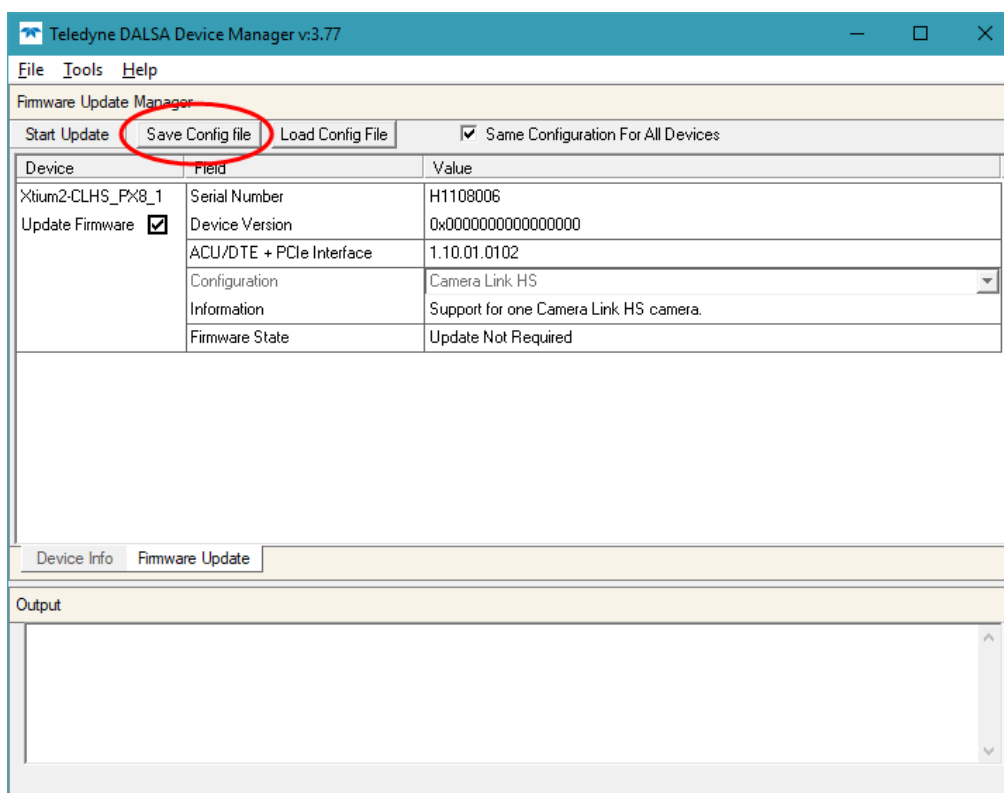 Teledyne DALSA Device Manager v:3.77
File Tools Help
Firmware Update Manager
Start Update Save Config file Load Config File Same Configuration For All Devices
Device Field Value
Xtium2-CLHS_PX8_1 Serial Number H1108006
Update Firmware Device Version 0x0000000000000000
ACU/DTE + PCIe Interface 1.10.01.0102
Configuration Camera Link HS
Information Support for one Camera Link HS camera.
Firmware State Update Not Required
Device Info Firmware Update
Output